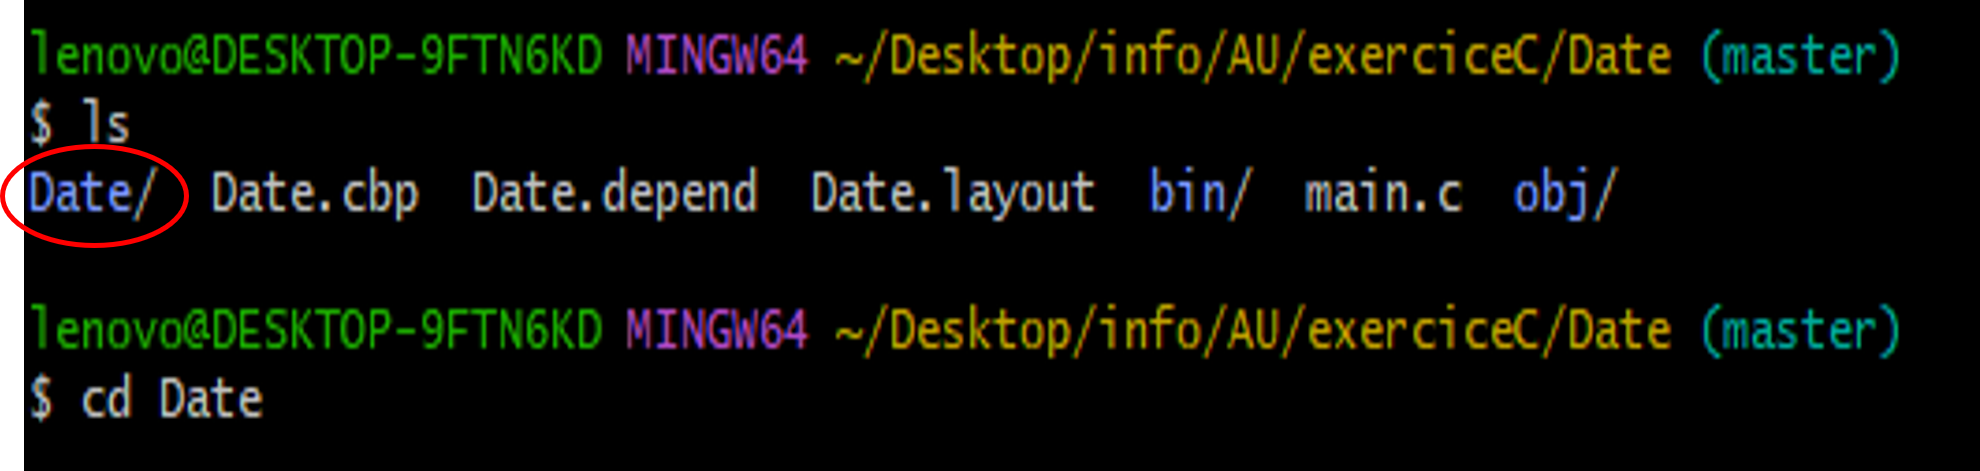 lenovo@DESKTOP-9FTN6KD MINGW64 ~/Desktop/info/AU/exerciceC/Date (master)
$ ls
Date/  Date.cbp  Date.depend  Date.layout  bin/  main.c  obj/
lenovo@DESKTOP-9FTN6KD MINGW64 ~/Desktop/info/AU/exerciceC/Date (master)
$ cd Date